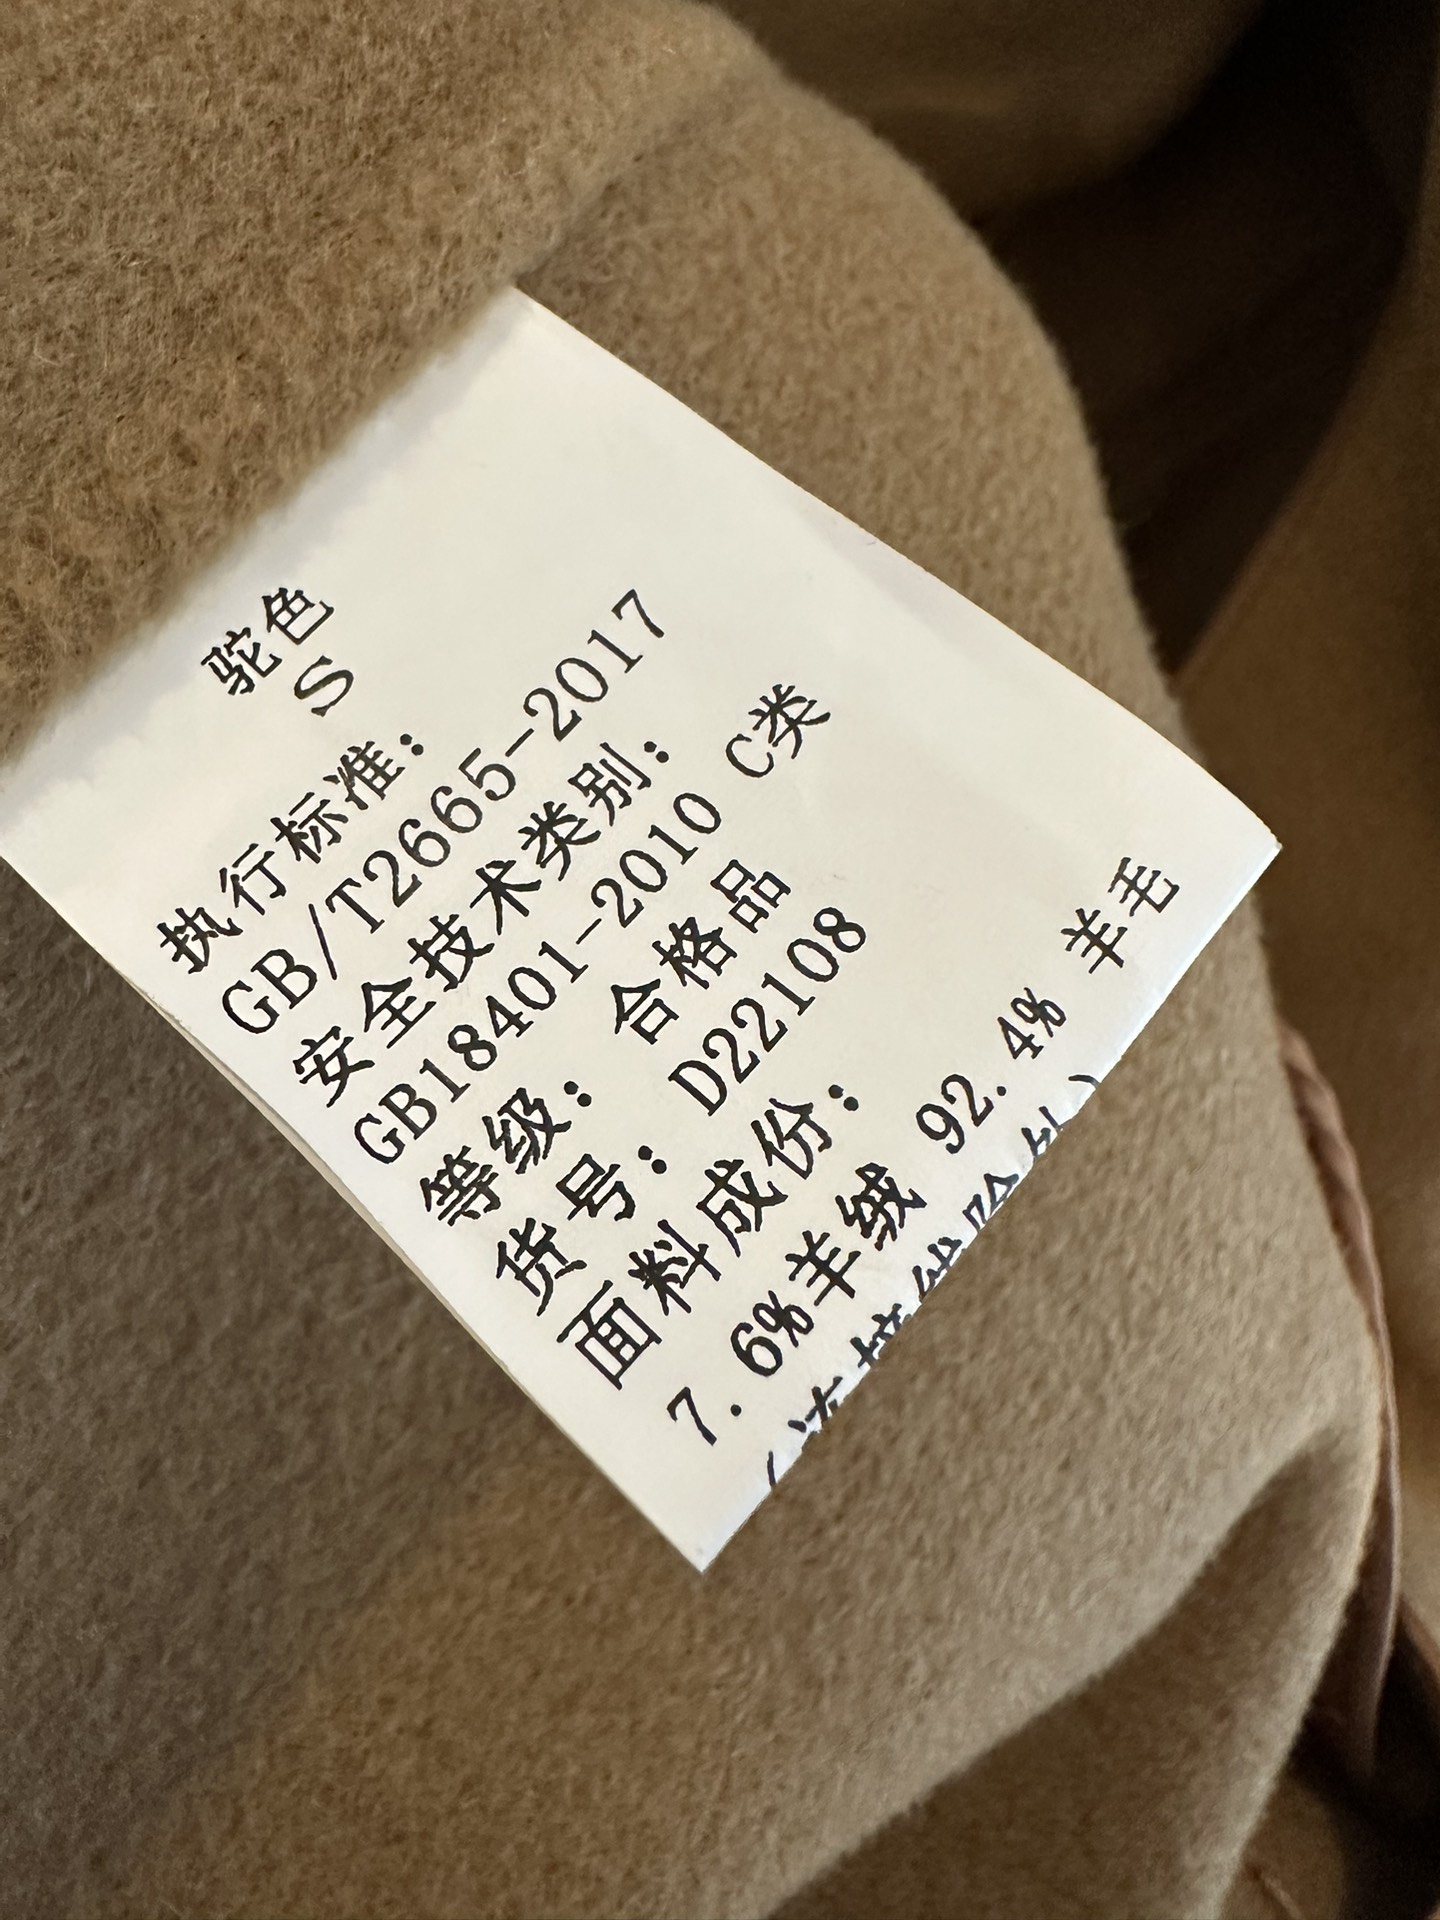 驼色
S
执行标准:
GB/T2665-2017
安全技术类别:
GB18401-2010 C类
等级: 合格品
货号: D22108
面料成份:
7.6%羊绒 92.4% 羊毛